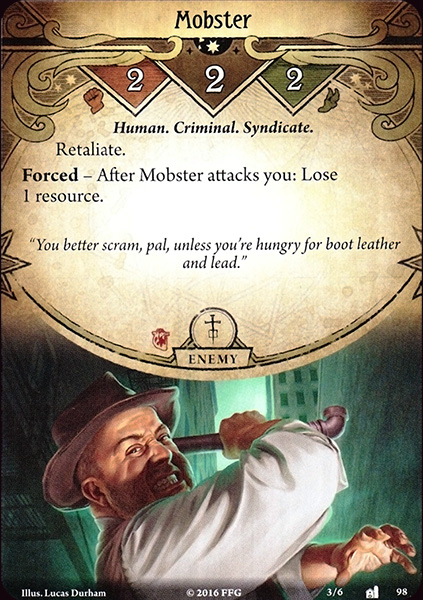 Mobster
2 2 2
Human. Criminal. Syndicate.
Retaliate.
Forced – After Mobster attacks you: Lose
1 resource.
“You better scram, pal, unless you’re hungry for boot leather
and lead.”
ENEMY
Illus. Lucas Durham © 2016 FFG 3/6 98